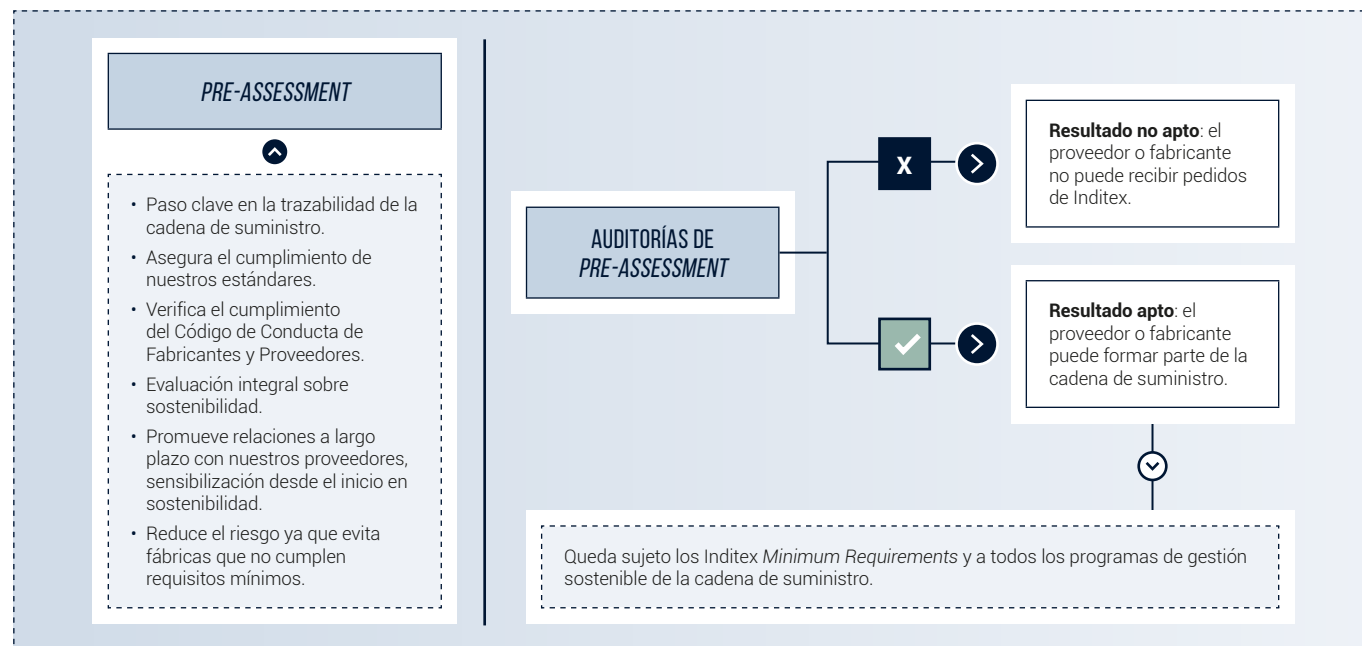 PRE-ASSESSMENT
• Paso clave en la trazabilidad de la
cadena de suministro.
• Asegura el cumplimiento de
nuestros estándares.
• Verifica el cumplimiento
del Código de Conducta de
Fabricantes y Proveedores.
• Evaluación integral sobre
sostenibilidad.
• Promueve relaciones a largo
plazo con nuestros proveedores,
sensibilización desde el inicio en
sostenibilidad.
• Reduce el riesgo ya que evita
fábricas que no cumplen
requisitos mínimos.
AUDITORÍAS DE
PRE-ASSESSMENT
X
Resultado no apto: el
proveedor o fabricante
no puede recibir pedidos
de Inditex.
Resultado apto: el
proveedor o fabricante
puede formar parte de la
cadena de suministro.
Queda sujeto los Inditex Minimum Requirements y a todos los programas de gestión
sostenible de la cadena de suministro.